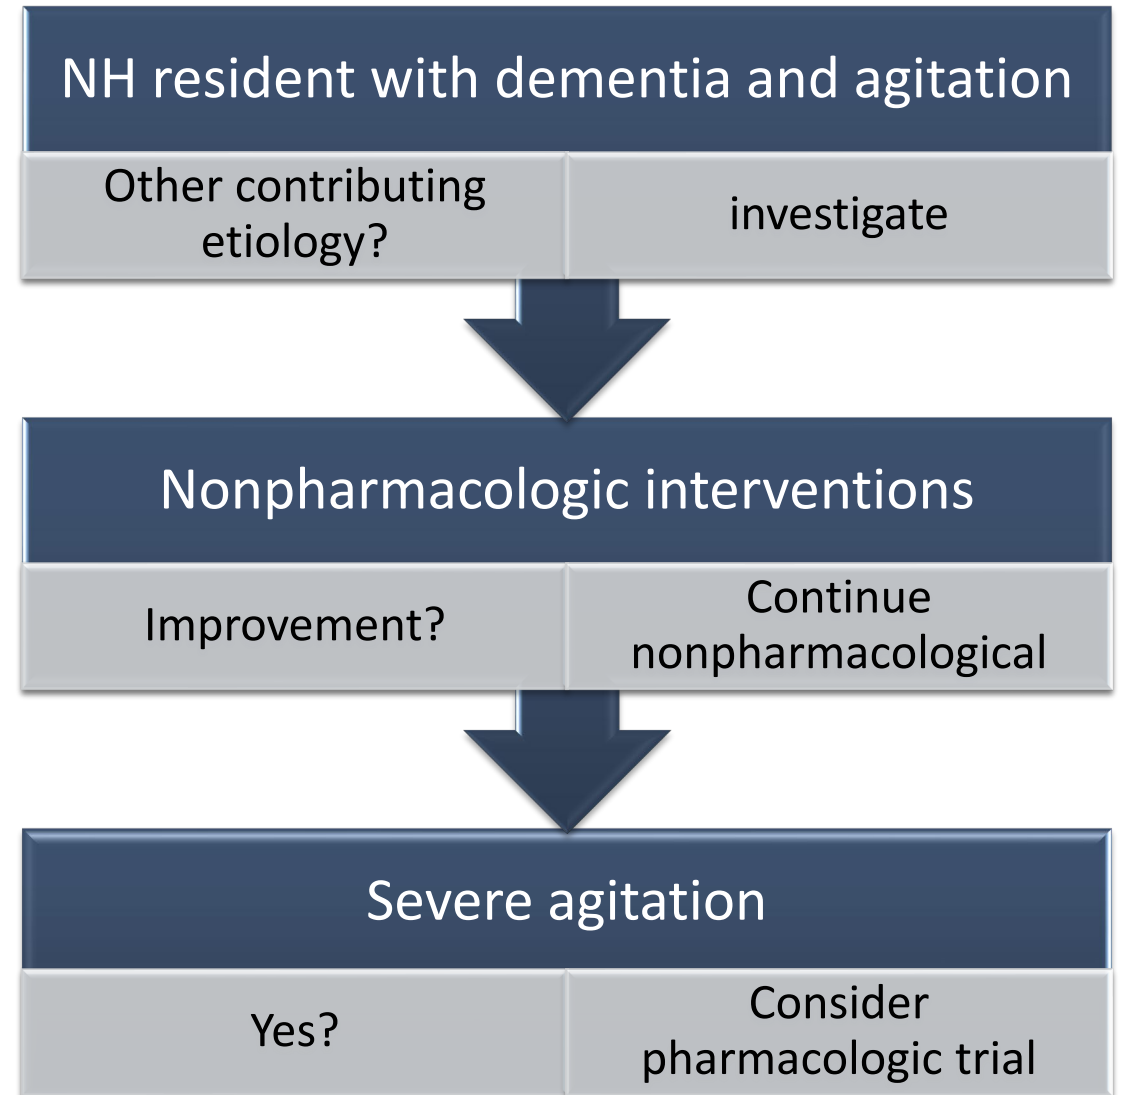 NH resident with dementia and agitation
Other contributing
etiology?
investigate
Nonpharmacologic interventions
Improvement?
Continue
nonpharmacological
Severe agitation
Yes?
Consider
pharmacologic trial